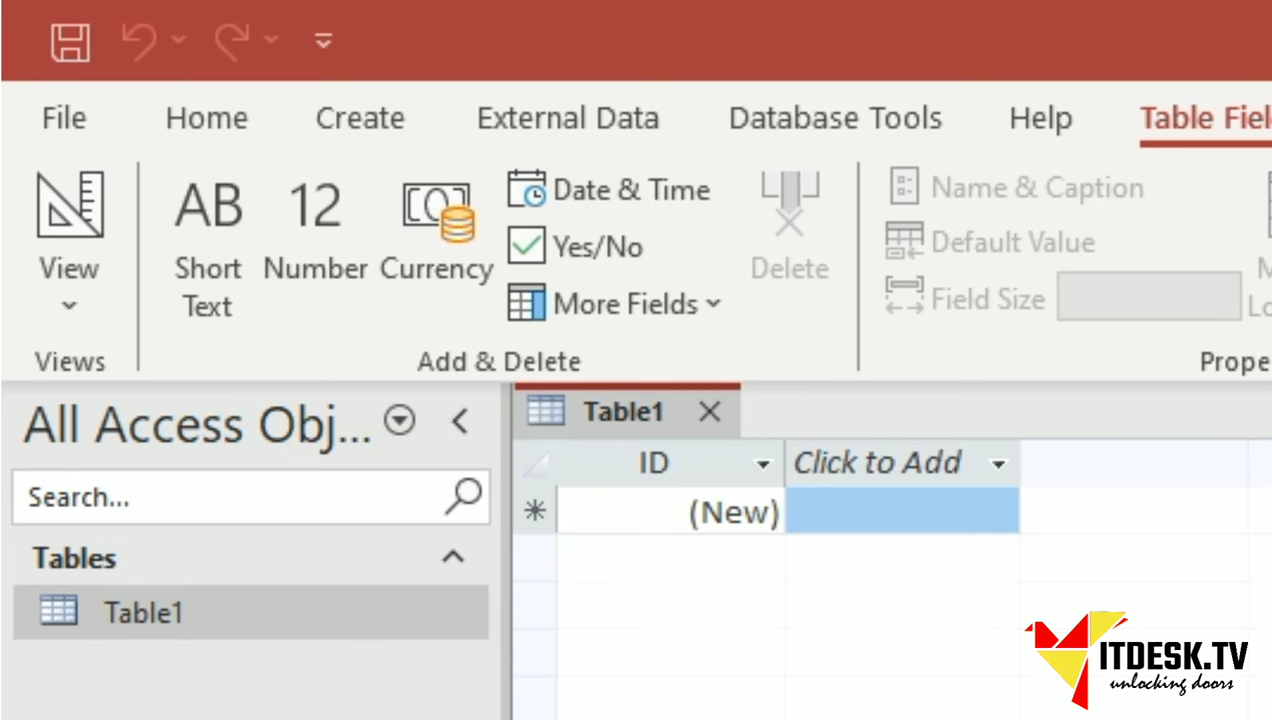 File Home Create External Data Database Tools Help Table Fiel
AB 12 Date & Time Name & Caption
Yes/No Default Value
View Short Text Number Currency More Fields Delete Field Size
Views Add & Delete Prope
All Access Obj... Table1
ID Click to Add
Search... (New)
Tables
Table1
ITDESK.TV
unlocking doors